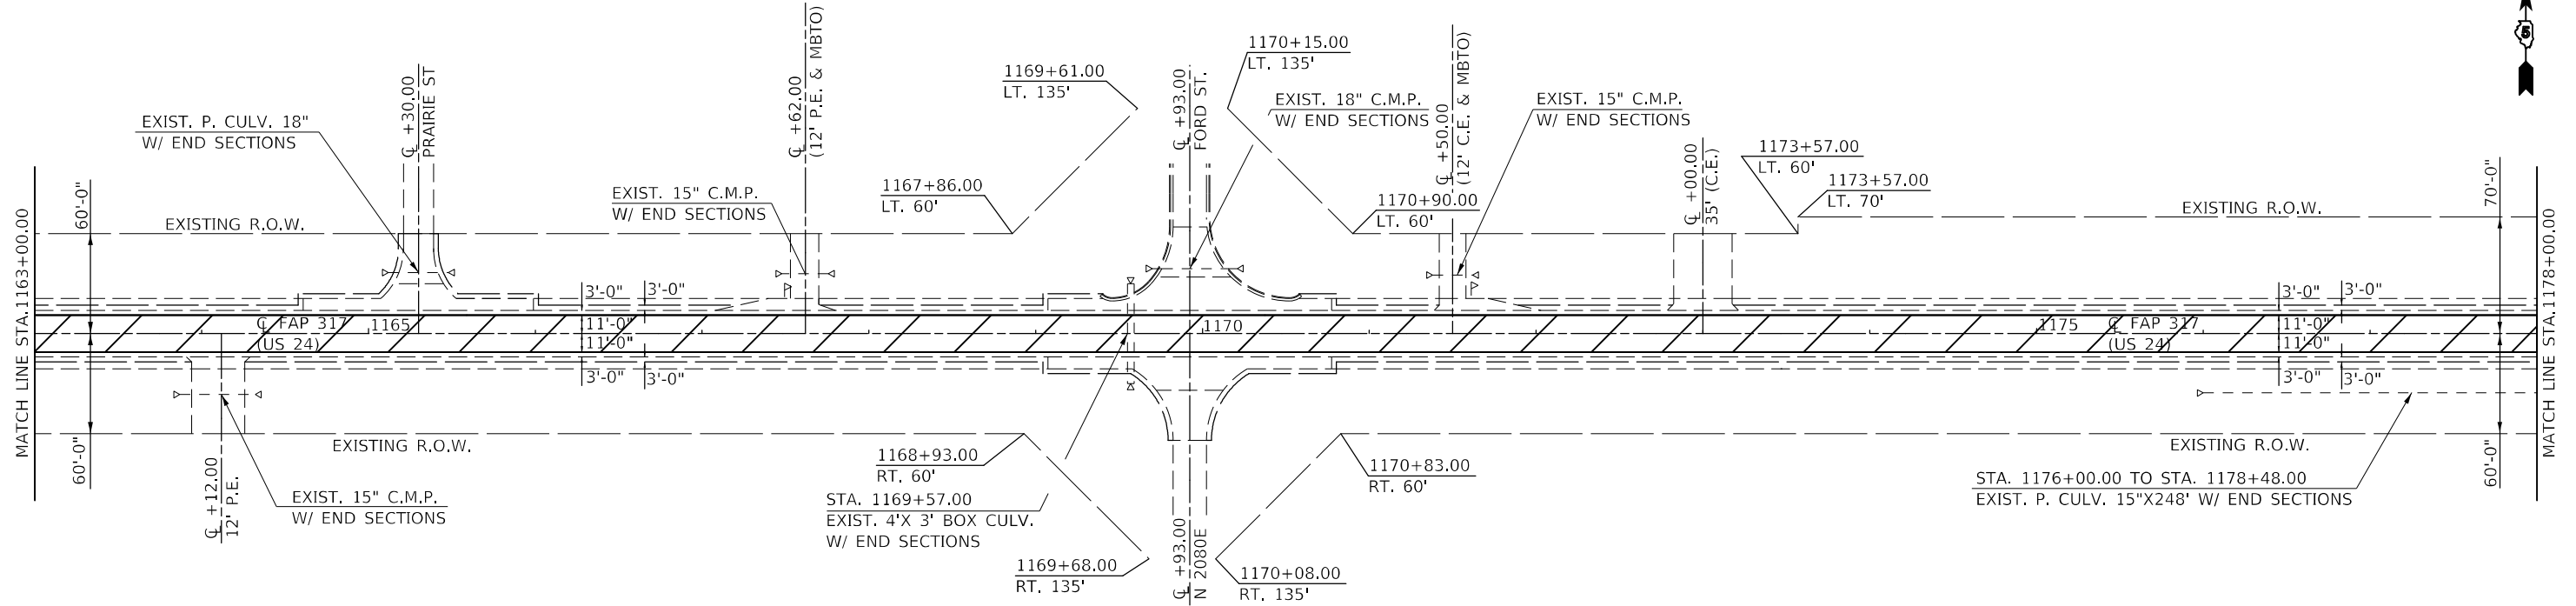 MATCH LINE STA.1163+00.00
60'-0"
60'-0"
EXIST. P. CULV. 18"
W/ END SECTIONS
EXISTING R.O.W.
℄ +30.00
PRAIRIE ST
℄ +62.00
(12' P.E. & MBTO)
EXIST. 15" C.M.P.
W/ END SECTIONS
1167+86.00
LT. 60'
1169+61.00
LT. 135'
℄ +93.00
FORD ST.
1170+15.00
LT. 135'
EXIST. 18" C.M.P.
W/ END SECTIONS
1170+90.00
LT. 60'
℄ +50.00
(12' C.E. & MBTO)
EXIST. 15" C.M.P.
W/ END SECTIONS
℄ +00.00
35' (C.E.)
1173+57.00
LT. 60'
1173+57.00
LT. 70'
EXISTING R.O.W.
70'-0"
60'-0"
5
MATCH LINE STA.1178+00.00
P
P
℄ FAP 317
(US 24)
1165
3'-0"
3'-0"
11'-0"
11'-0"
3'-0"
3'-0"
1170
1175
℄ FAP 317
(US 24)
3'-0"
3'-0"
11'-0"
11'-0"
3'-0"
3'-0"
℄ +12.00
12' P.E.
EXIST. 15" C.M.P.
W/ END SECTIONS
EXISTING R.O.W.
1168+93.00
RT. 60'
STA. 1169+57.00
EXIST. 4'X 3' BOX CULV.
W/ END SECTIONS
1169+68.00
RT. 135'
℄ +93.00
N 2080E
1170+08.00
RT. 135'
1170+83.00
RT. 60'
EXISTING R.O.W.
STA. 1176+00.00 TO STA. 1178+48.00
EXIST. P. CULV. 15"X248' W/ END SECTIONS